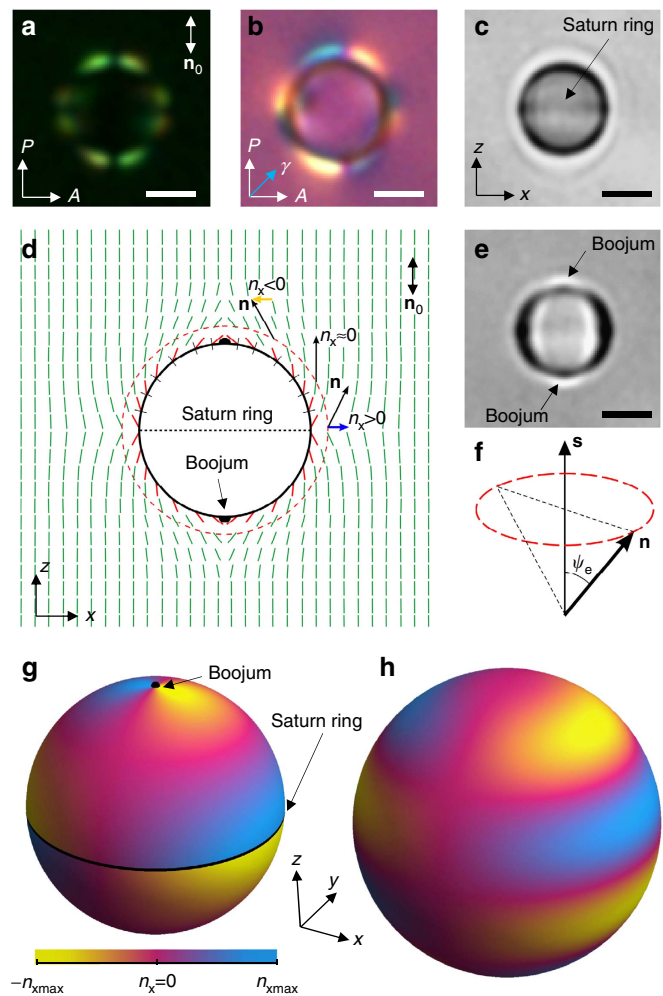 a
n₀
P
A
b
P
γ
A
c
Saturn ring
z
x
d
nₓ<0
n
n₀
nₓ≈0
n
nₓ>0
Saturn ring
Boojum
z
x
e
Boojum
Boojum
f
s
n
ψₑ
g
Boojum
Saturn ring
z
y
x
h
−nₓmax
nₓ=0
nₓmax